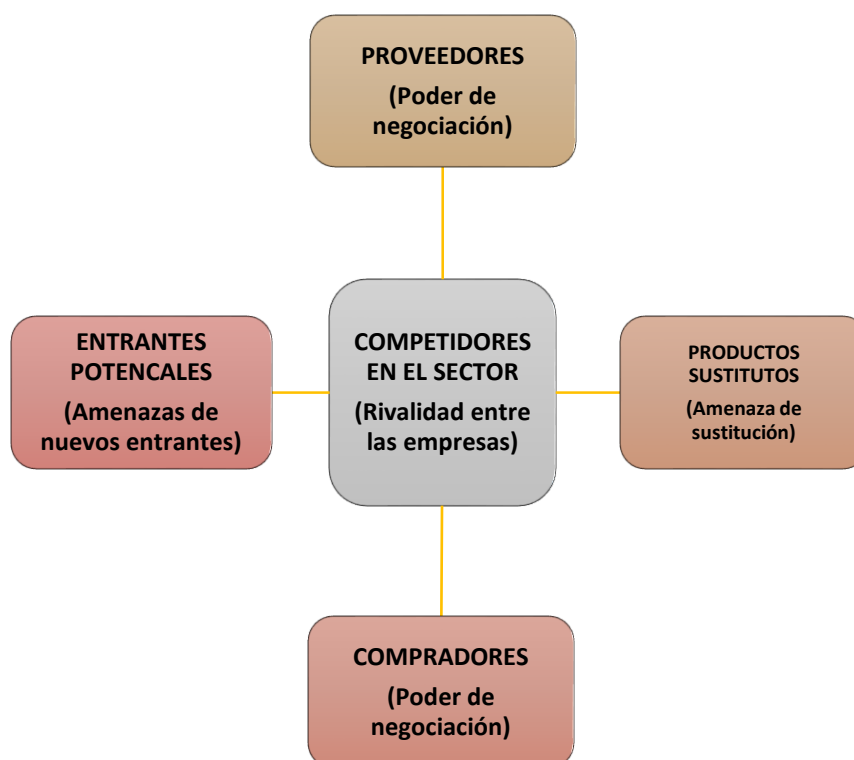 PROVEEDORES
(Poder de
negociación)
ENTRANTES
POTENCALES
(Amenazas de
nuevos entrantes)
COMPETIDORES
EN EL SECTOR
(Rivalidad entre
las empresas)
PRODUCTOS
SUSTITUTOS
(Amenaza de
sustitución)
COMPRADORES
(Poder de
negociación)